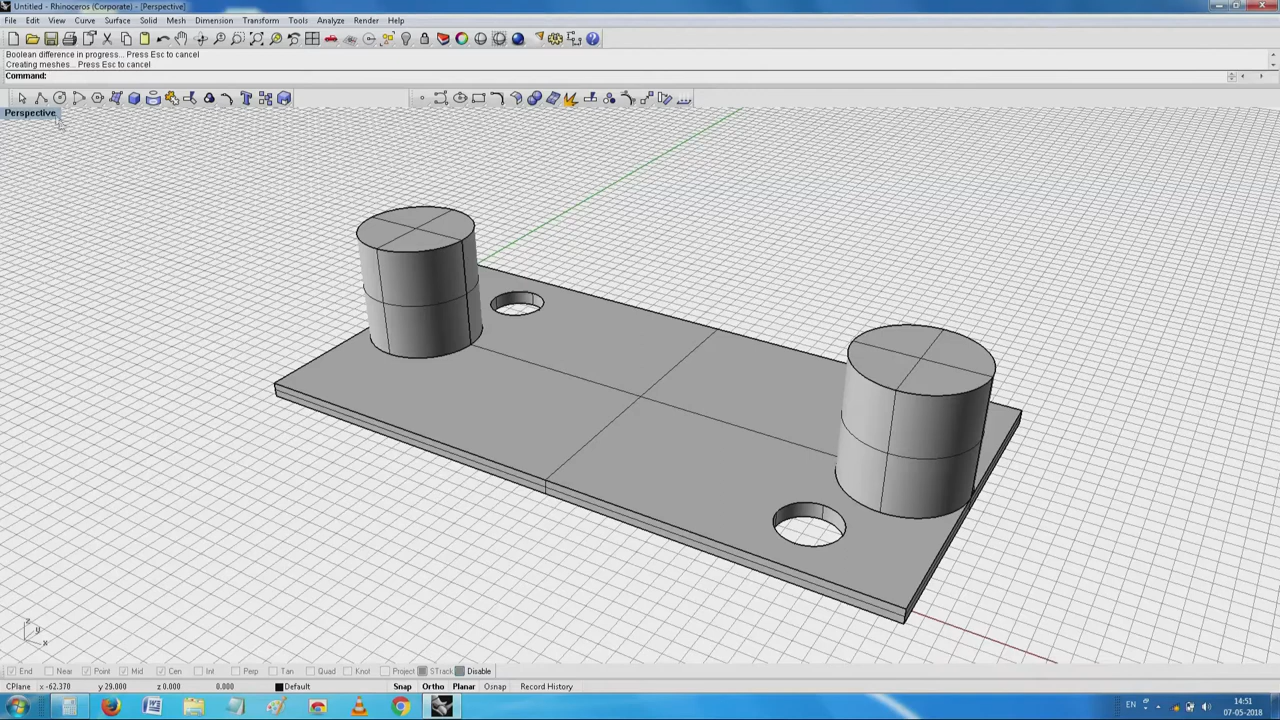 Untitled - Rhinoceros (Corporate) - [Perspective]
File Edit View Curve Surface Solid Mesh Dimension Transform Tools Analyze Render Help
Boolean difference in progress... Press Esc to cancel
Creating meshes... Press Esc to cancel
Command:
Perspective
z
y
x
End Near Point Mid Cen Int Perp Tan Quad Knot Project STrack Disable
CPlane x -62.370 y 29.000 z 0.000 0.000 Default Snap Ortho Planar Osnap Record History
EN 14:51
07-05-2018